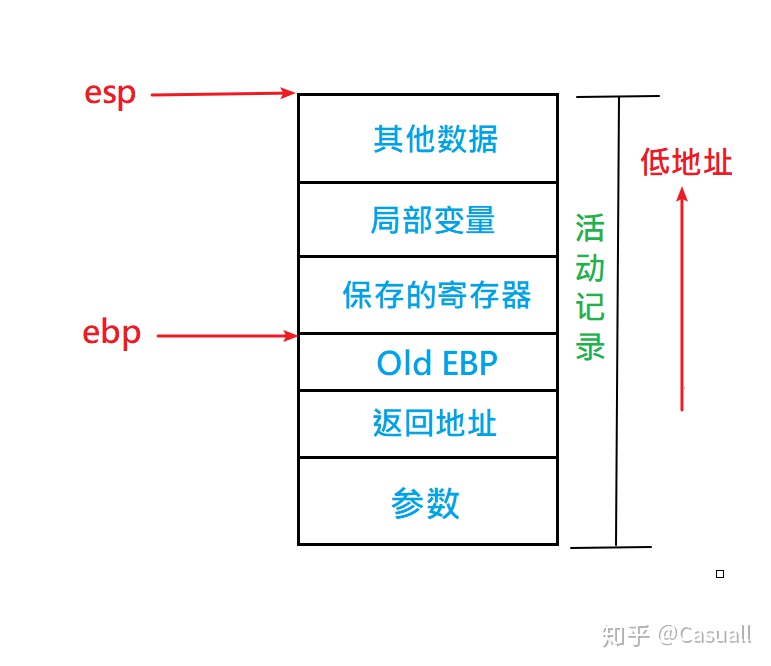 esp
其他数据
低地址
局部变量
活动记录
保存的寄存器
ebp
Old EBP
返回地址
参数
知乎 @Casuall